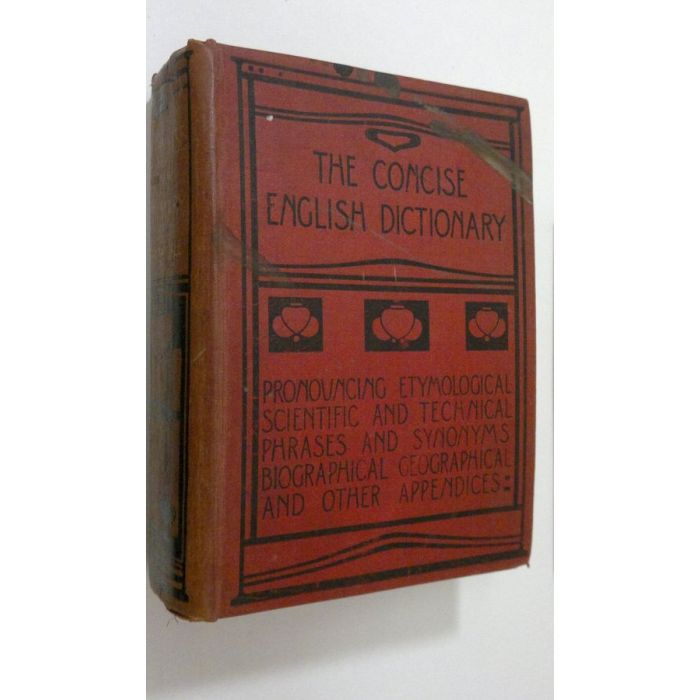 THE CONCISE
ENGLISH DICTIONARY
PRONOUNCING ETYMOLOGICAL
SCIENTIFIC AND TECHNICAL
PHRASES AND SYNONYMS
BIOGRAPHICAL GEOGRAPHICAL
AND OTHER APPENDICES